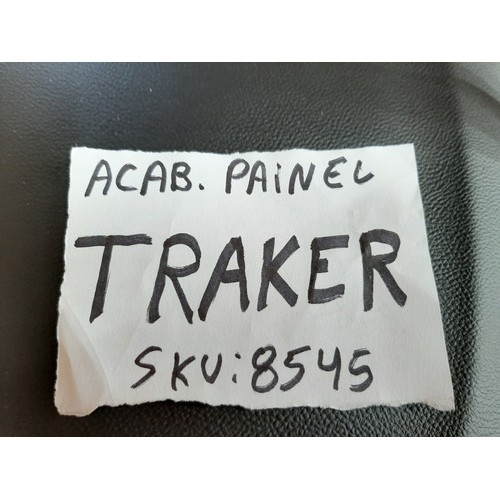 ACAB. PAiNEL
TRAKER
SKU:8545